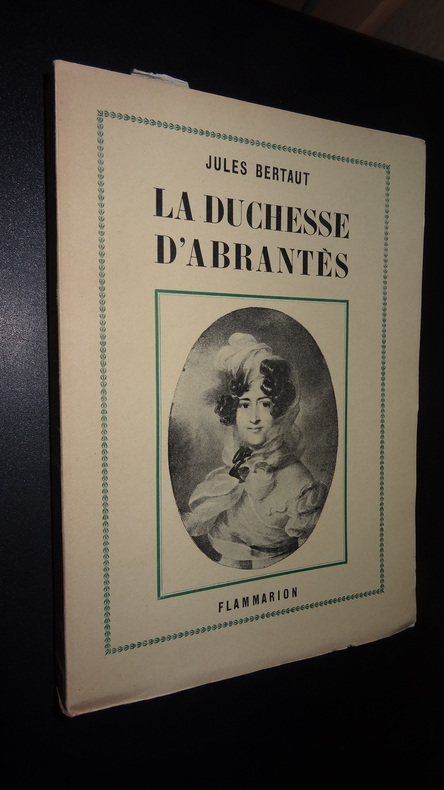 JULES BERTAUT
LA DUCHESSE
D'ABRANTÈS
FLAMMARION